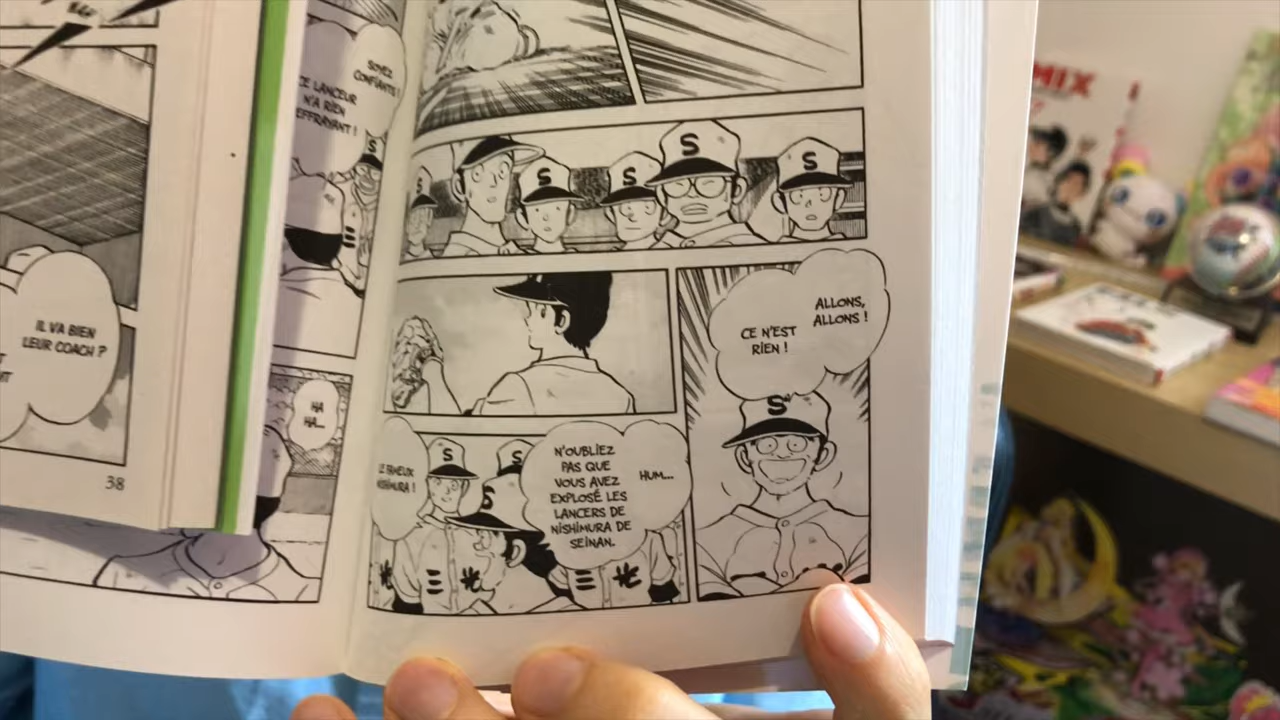 SOYEZ
CONFIANTS !
CE LANCEUR
N'A RIEN
EFFRAYANT !
IL VA BIEN
LEUR COACH ?
HA
HA...
38
S
S
S
S
ALLONS,
ALLONS !
CE N'EST
RIEN !
S
HUM...
N'OUBLIEZ
PAS QUE
VOUS AVEZ
EXPLOSÉ LES
LANCERS DE
NISHIMURA DE
SEINAN.
LE FAMEUX
NISHIMURA !
S
S
S
MIX